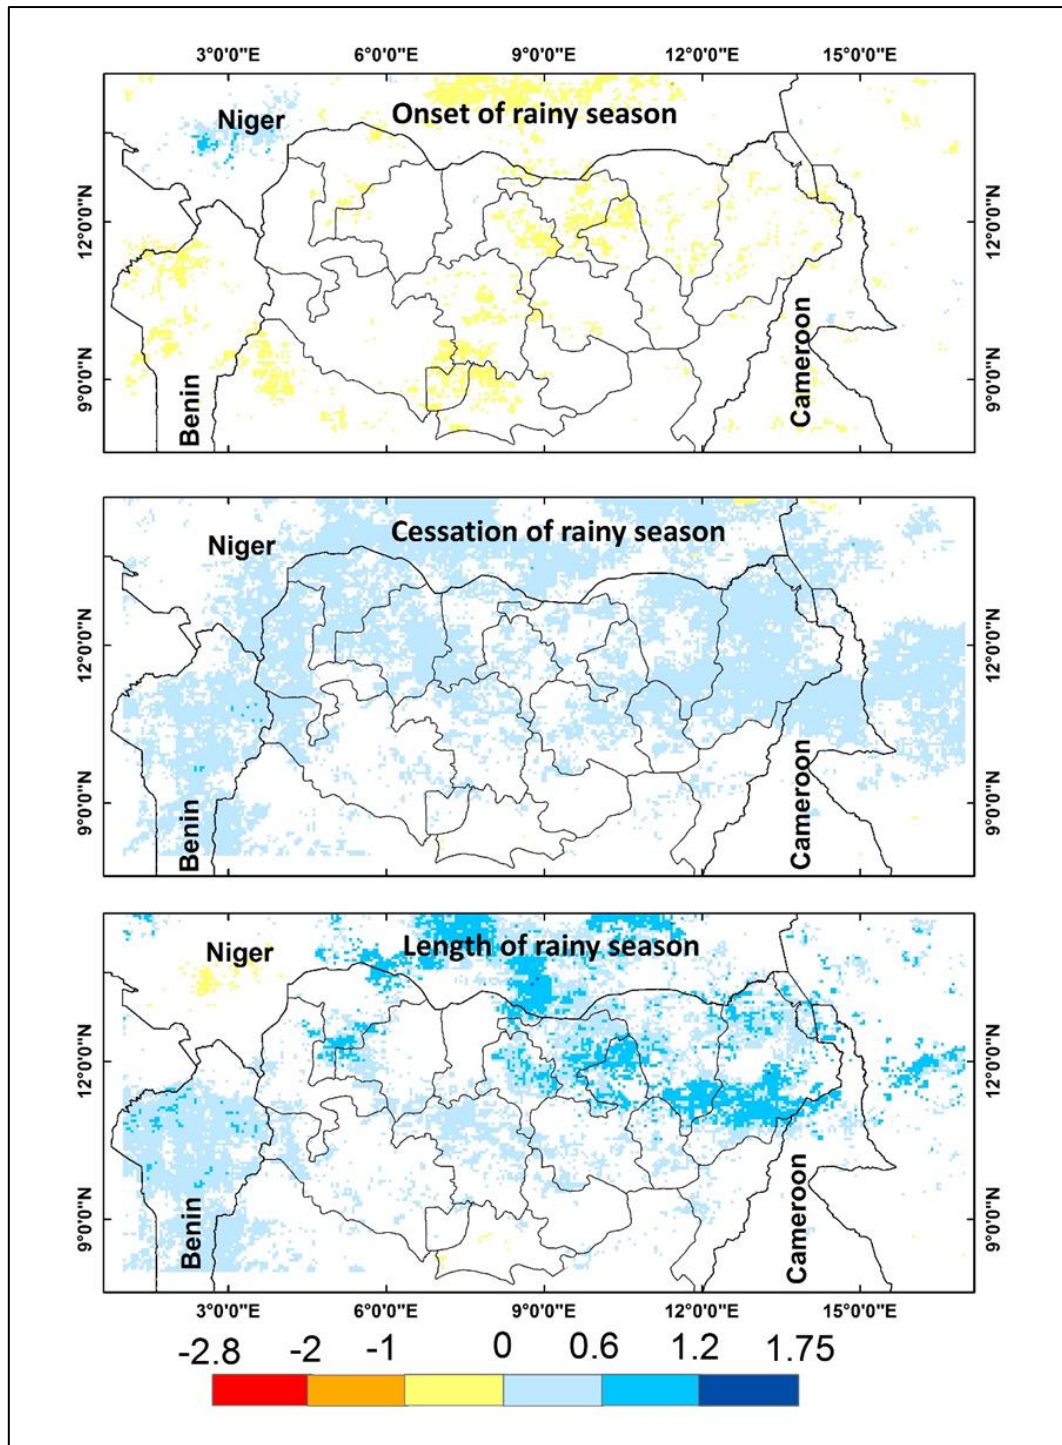 3°0'0"E 6°0'0"E 9°0'0"E 12°0'0"E 15°0'0"E
Onset of rainy season
Niger
12°0'0"N 12°0'0"N
9°0'0"N 9°0'0"N
Benin
Cameroon
Cessation of rainy season
Niger
12°0'0"N 12°0'0"N
9°0'0"N 9°0'0"N
Benin
Cameroon
Length of rainy season
Niger
12°0'0"N 12°0'0"N
9°0'0"N 9°0'0"N
Benin
Cameroon
3°0'0"E 6°0'0"E 9°0'0"E 12°0'0"E 15°0'0"E
-2.8 -2 -1 0 0.6 1.2 1.75